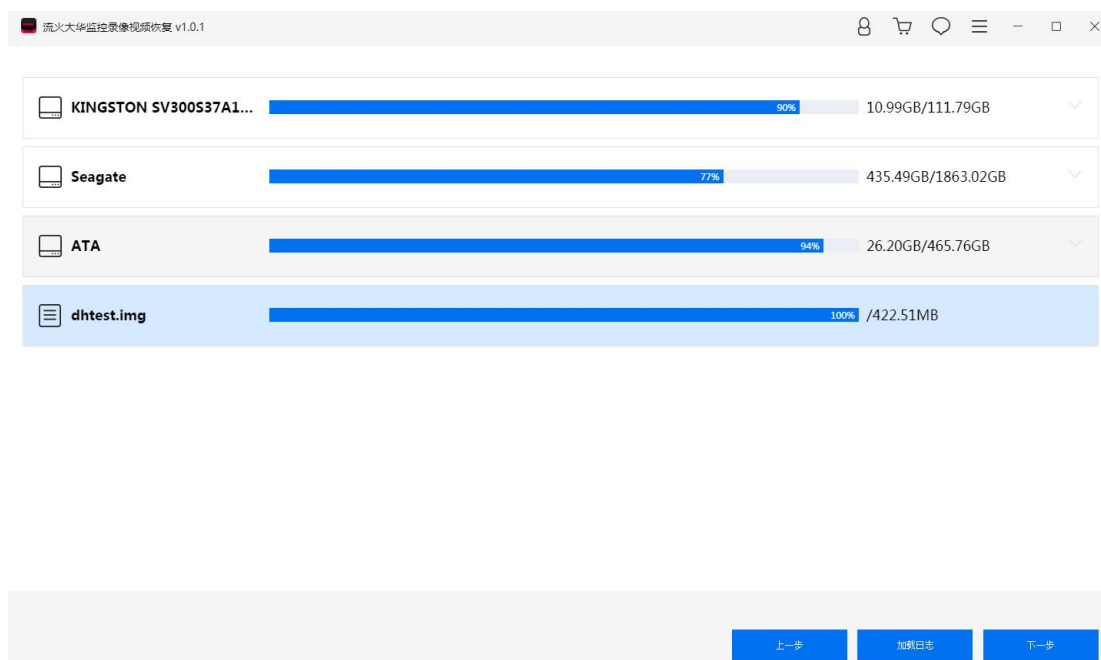 流火大华监控录像视频恢复 v1.0.1
KINGSTON SV300S37A1... 90% 10.99GB/111.79GB
Seagate 77% 435.49GB/1863.02GB
ATA 94% 26.20GB/465.76GB
dhtest.img 100% /422.51MB
上一步 加载日志 下一步